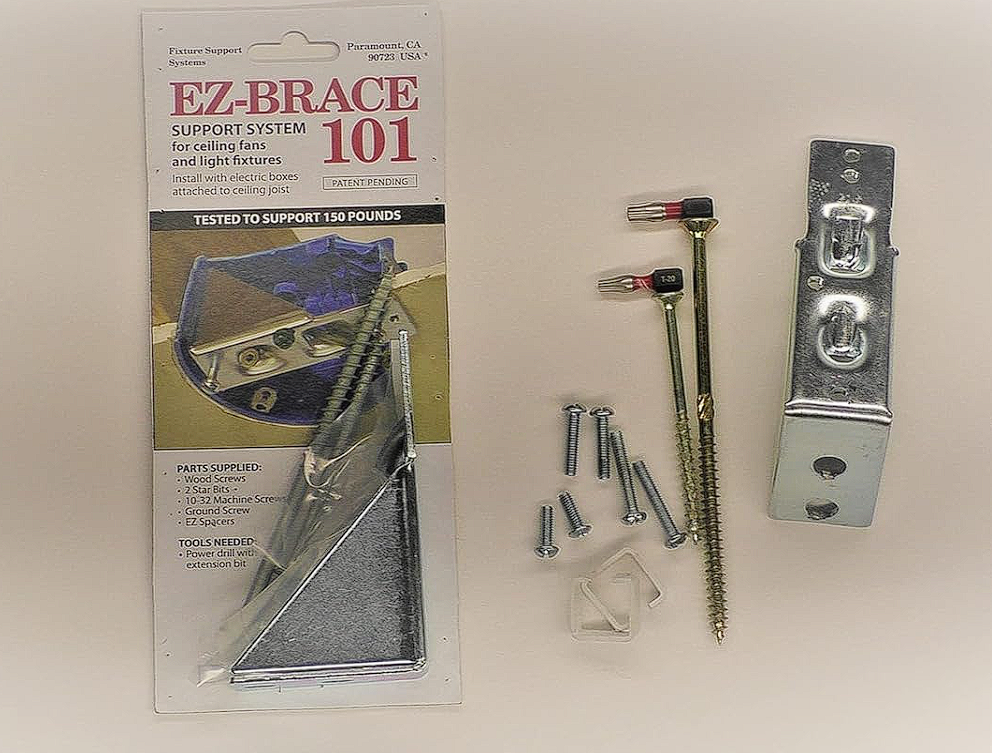 Fixture Support
Systems
Paramount, CA
90723 USA
EZ-BRACE
101
SUPPORT SYSTEM
for ceiling fans
and light fixtures
Install with electric boxes
attached to ceiling joist
PATENT PENDING
TESTED TO SUPPORT 150 POUNDS
PARTS SUPPLIED:
• Wood Screws
• 2 Star Bits
• 10-32 Machine Screws
• Ground Screw
• EZ Spacers
TOOLS NEEDED
• Power drill with
extension bit
T-20